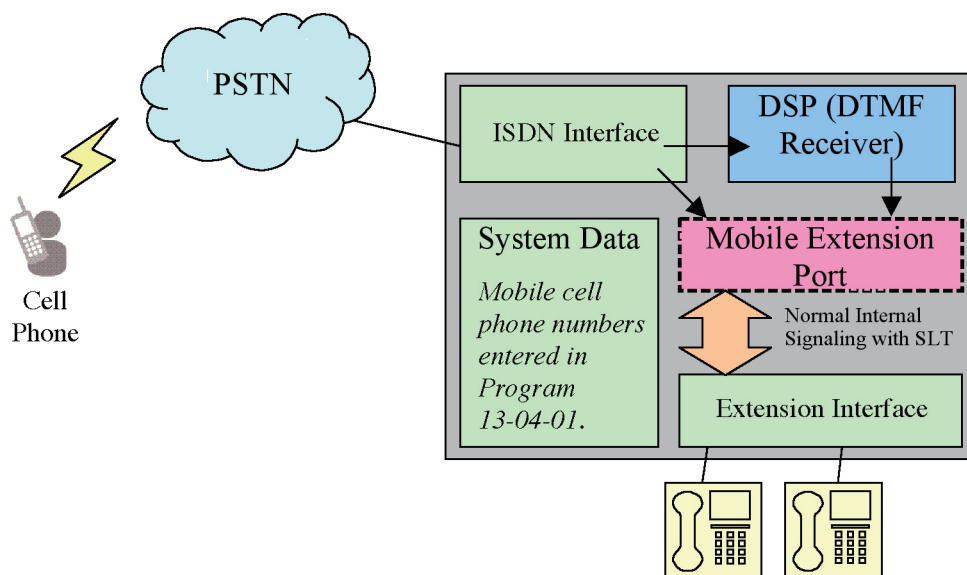 PSTN
ISDN Interface
DSP (DTMF
Receiver)
System Data
Mobile cell
phone numbers
entered in
Program
13-04-01.
Mobile Extension
Port
Normal Internal
Signaling with SLT
Extension Interface
Cell
Phone